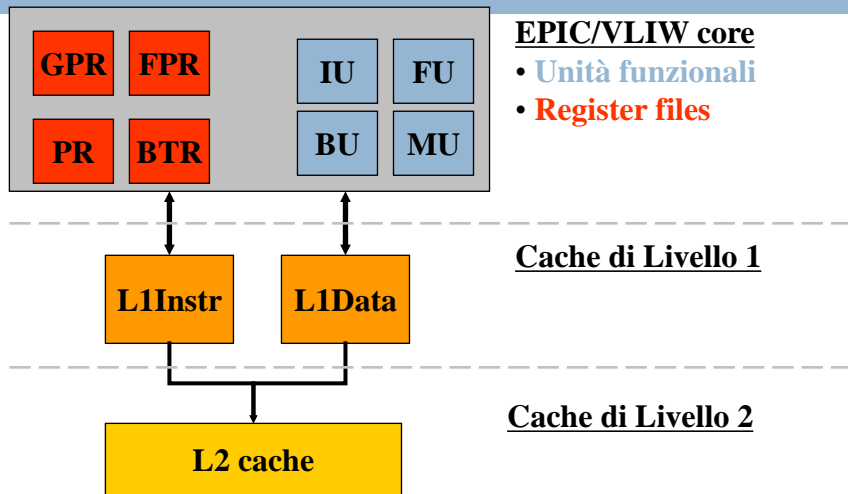 GPR FPR
IU FU
PR BTR
BU MU
EPIC/VLIW core
• Unità funzionali
• Register files
L1Instr L1Data
Cache di Livello 1
L2 cache
Cache di Livello 2